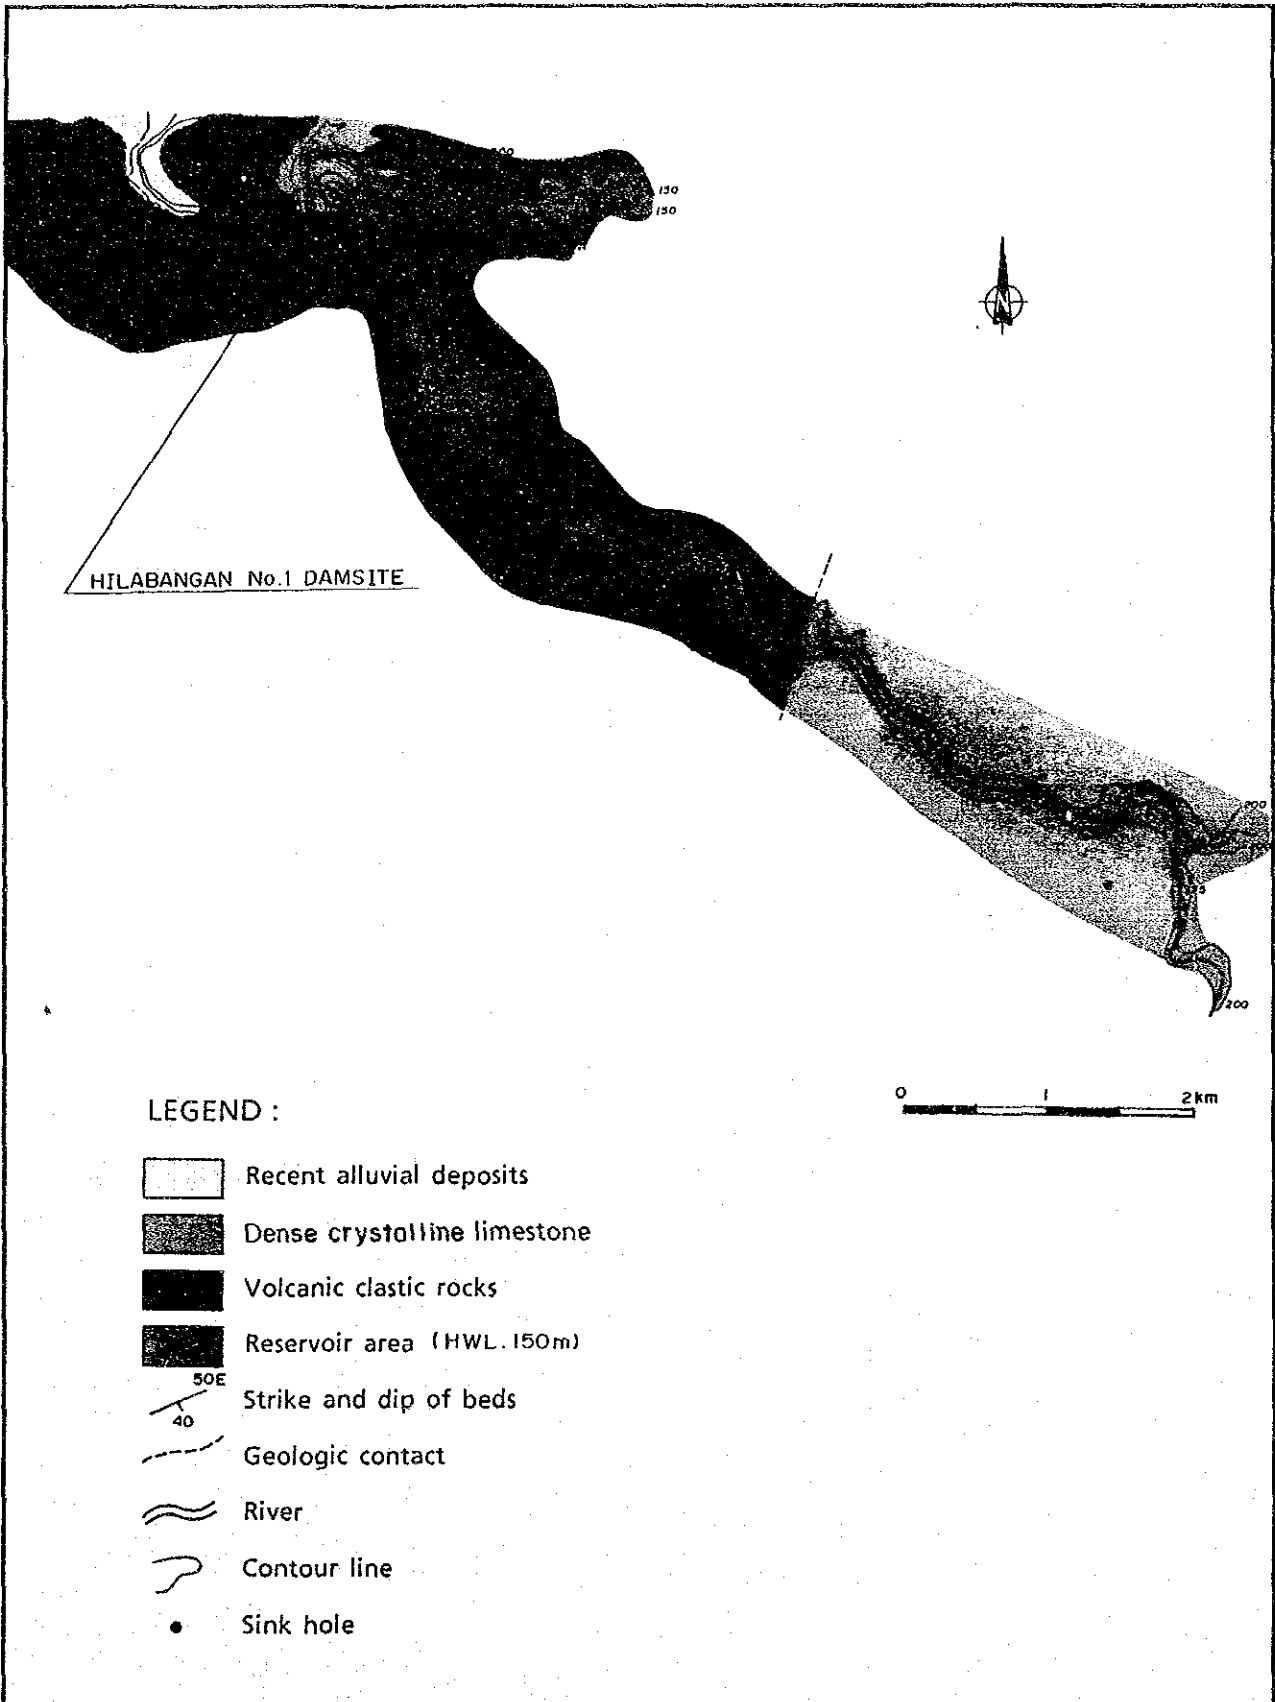 150
150
N
HILABANGAN No.1 DAMSITE
200
200
0 1 2km
LEGEND :
Recent alluvial deposits
Dense crystalline limestone
Volcanic clastic rocks
Reservoir area (HWL.150m)
50E
40
Strike and dip of beds
Geologic contact
River
Contour line
Sink hole